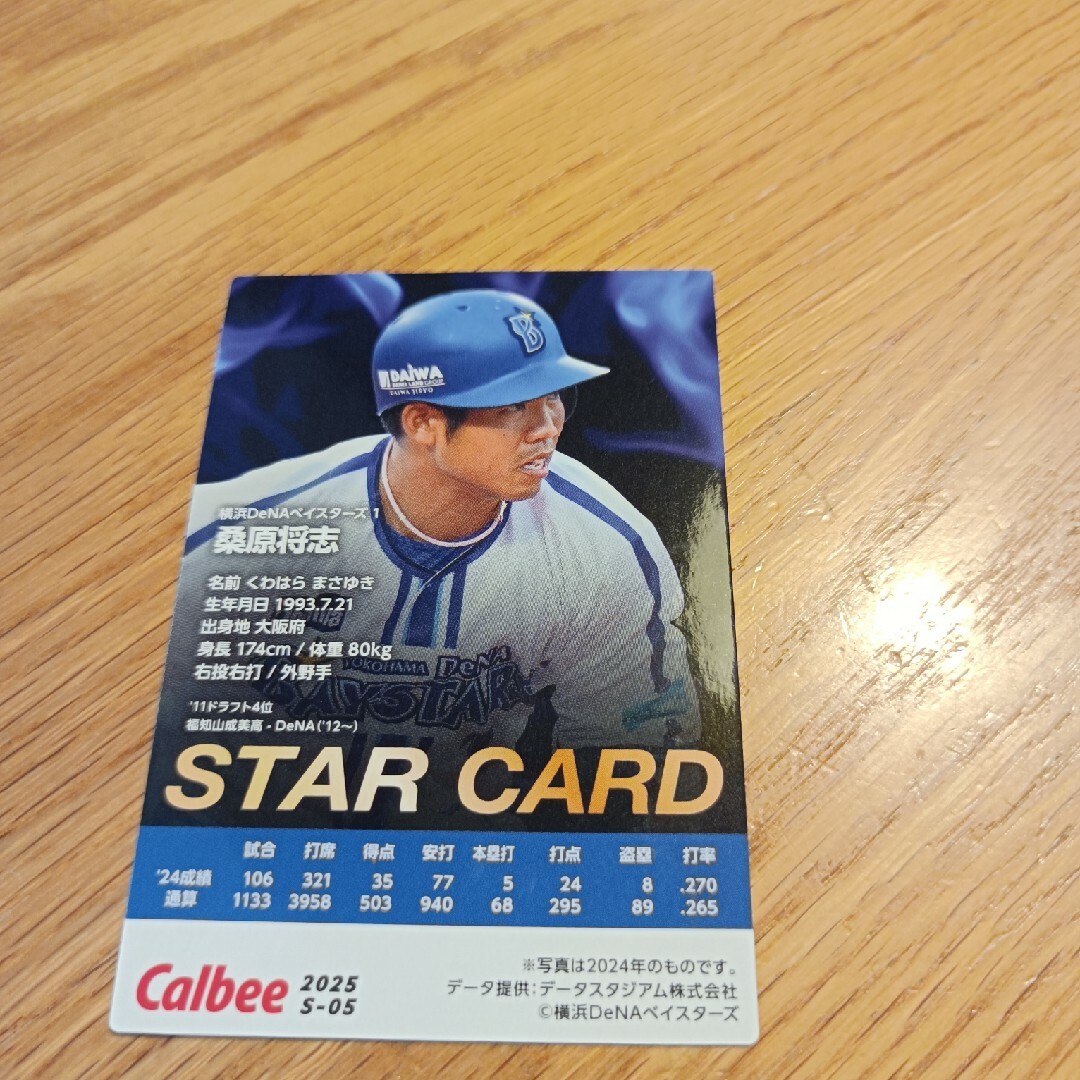 B
DAIWA
横浜DeNAベイスターズ 1
桑原将志
名前 くわはら まさゆき
生年月日 1993.7.21
出身地 大阪府
身長 174cm / 体重 80kg
右投右打 / 外野手
YOKOHAMA DeNA
BAYSTARS
'11ドラフト4位
福知山成美高 - DeNA('12〜)
STAR CARD
試合 打席 得点 安打 本塁打 打点 盗塁 打率
'24成績 106 321 35 77 5 24 8 .270
通算 1133 3958 503 940 68 295 89 .265
Calbee 2025
S-05
※写真は2024年のものです。
データ提供:データスタジアム株式会社
©横浜DeNAベイスターズ